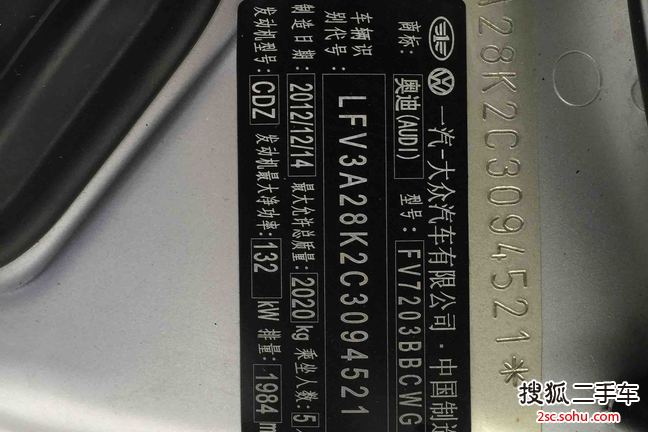 一汽-大众汽车有限公司·中国制造
商标: 奥迪(AUDI) 型号: FV7203BBCWG
车辆识别代号: LFV3A28K2C3094521
制造日期: 2012/12/14 最大允许总质量: 2020 kg 乘坐人数: 5
发动机型号: CDZ 发动机最大净功率: 132 kW 排量: 1984 m
A28K2C3094521*
搜狐二手车
2sc.sohu.com